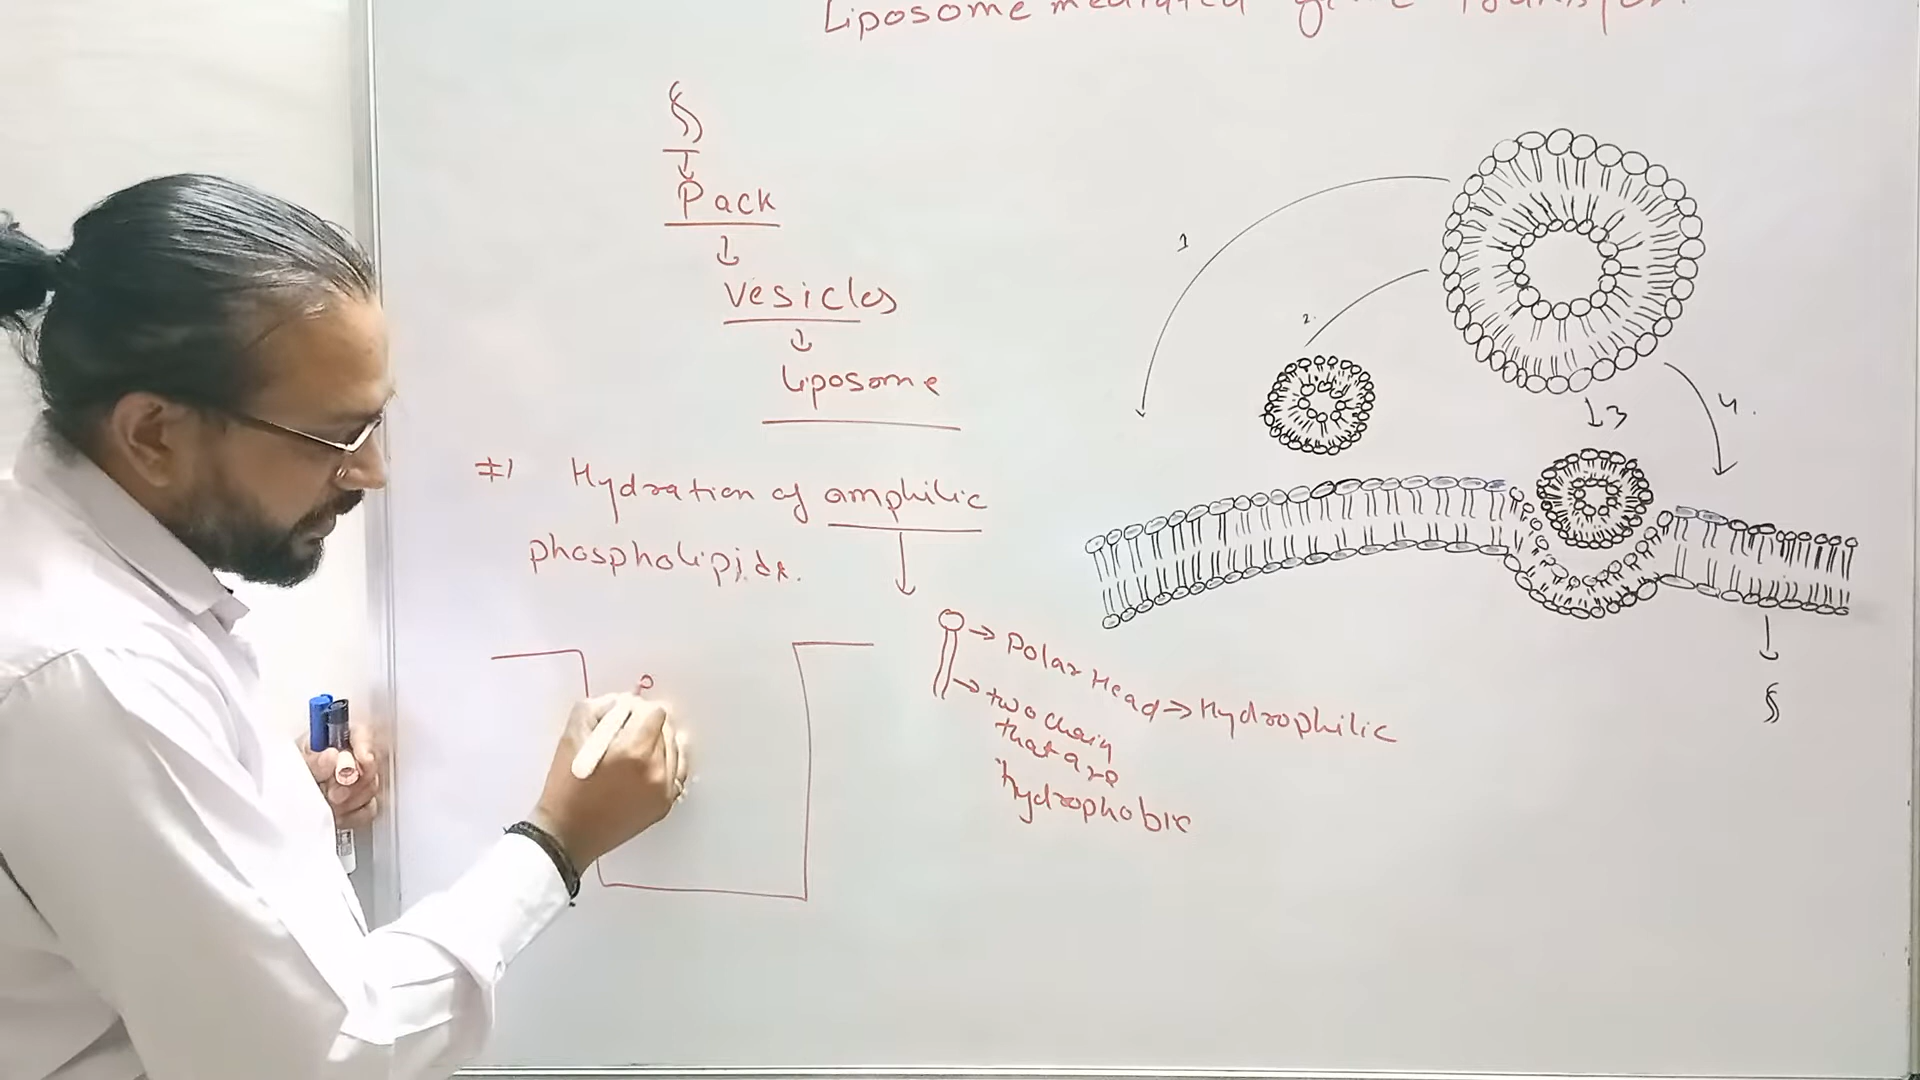 Liposome mediated gene Transfer.
Pack
Vesicles
Liposome
#1 Hydration of amphilic
phospholipids.
Polar Head → Hydrophilic
two chain
that are
hydrophobic
1
2.
3
4.